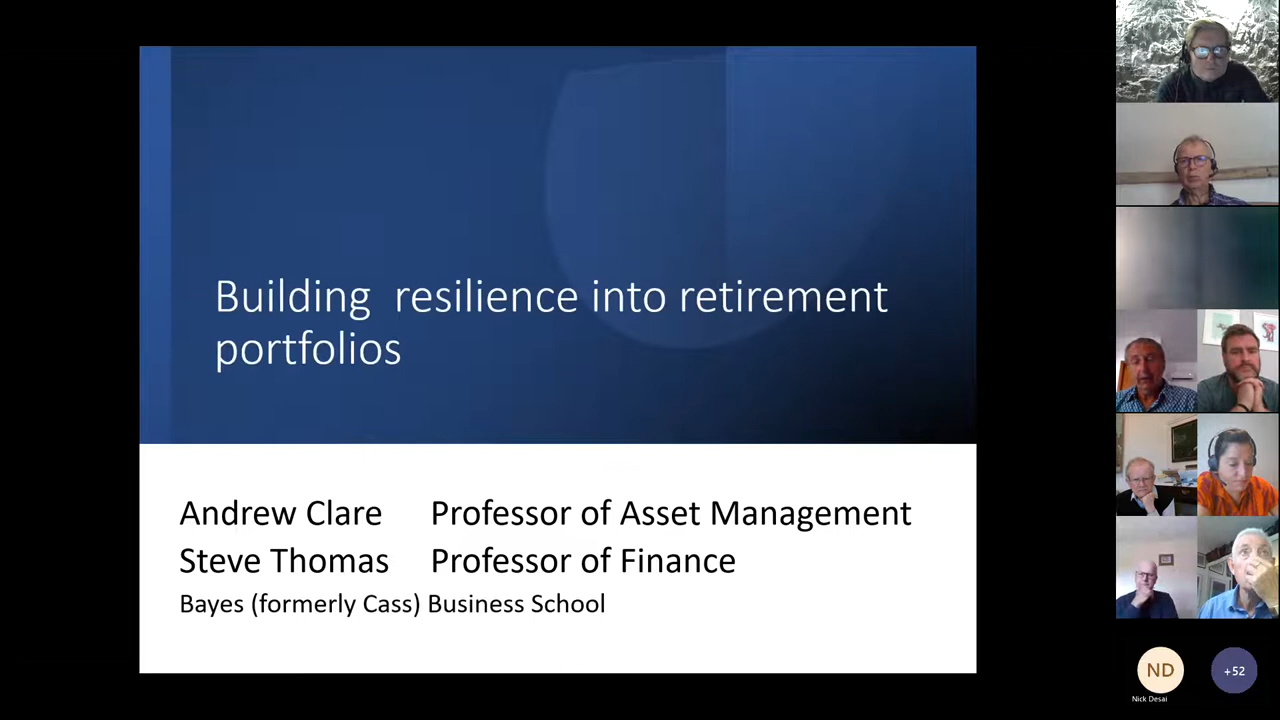 Building resilience into retirement
portfolios
Andrew Clare Professor of Asset Management
Steve Thomas Professor of Finance
Bayes (formerly Cass) Business School
ND
+52
Nick Desai